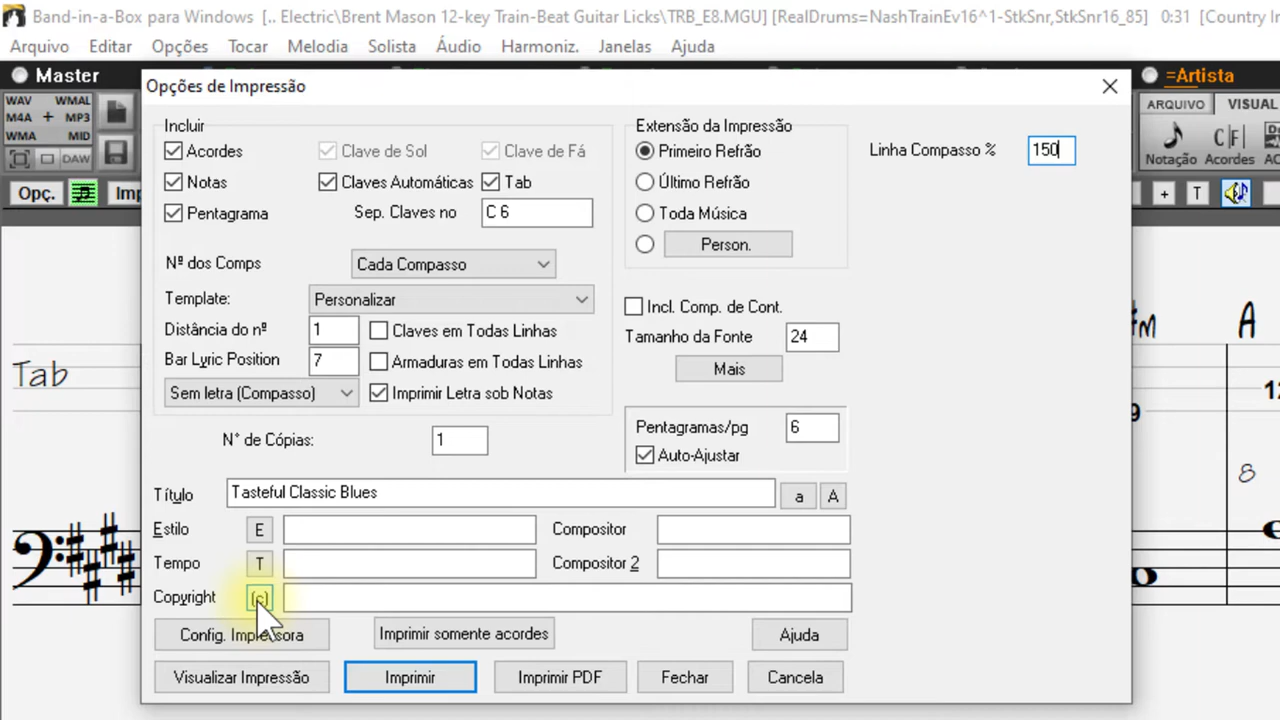 Band-in-a-Box para Windows [.. Electric\Brent Mason 12-key Train-Beat Guitar Licks\TRB_E8.MGU] [RealDrums=NashTrainEv16^1-StkSnr,StkSnr16_85] 0:31 [Country In
Arquivo Editar Opções Tocar Melodia Solista Áudio Harmoniz. Janelas Ajuda
Master
=Artista
WAV WMAL
M4A + MP3
WMA MID
DAW
ARQUIVO VISUAL
Notação Acordes
Opç.
+ T
Opções de Impressão
Incluir
Acordes Clave de Sol Clave de Fá
Notas Claves Automáticas Tab
Pentagrama Sep. Claves no C 6
Nº dos Comps Cada Compasso
Template: Personalizar
Distância do nº 1 Claves em Todas Linhas
Bar Lyric Position 7 Armaduras em Todas Linhas
Sem letra (Compasso) Imprimir Letra sob Notas
Nº de Cópias: 1
Extensão da Impressão
Primeiro Refrão
Último Refrão
Toda Música
Person.
Linha Compasso % 150
Incl. Comp. de Cont.
Tamanho da Fonte 24
Mais
Pentagramas/pg 6
Auto-Ajustar
Título Tasteful Classic Blues a A
Estilo E Compositor
Tempo T Compositor 2
Copyright (c)
Config. Impressora Imprimir somente acordes Ajuda
Visualizar Impressão Imprimir Imprimir PDF Fechar Cancela
Tab
A
9
8